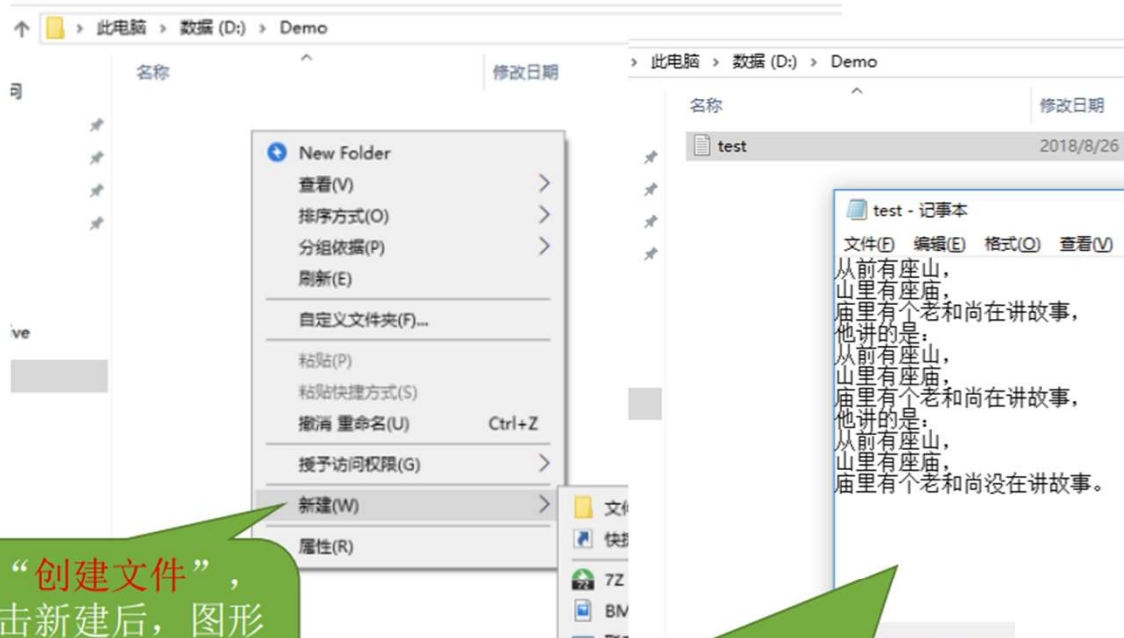 此电脑 > 数据 (D:) > Demo
名称
修改日期
New Folder
查看(V)
排序方式(O)
分组依据(P)
刷新(E)
自定义文件夹(F)...
粘贴(P)
粘贴快捷方式(S)
撤消 重命名(U) Ctrl+Z
授予访问权限(G)
新建(W)
属性(R)
7Z
BM
“创建文件”，
击新建后，图形
此电脑 > 数据 (D:) > Demo
名称
修改日期
test 2018/8/26
test - 记事本
文件(F) 编辑(E) 格式(O) 查看(V)
从前有座山，
山里有座庙，
庙里有个老和尚在讲故事，
他讲的是：
从前有座山，
山里有座庙，
庙里有个老和尚在讲故事，
他讲的是：
从前有座山，
山里有座庙，
庙里有个老和尚没在讲故事。